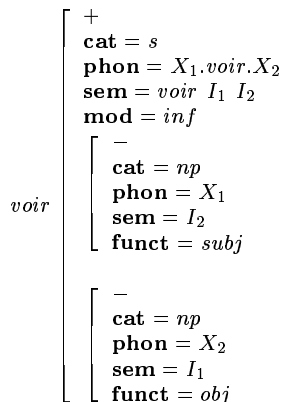 +
cat = s
phon = X₁.voir.X₂
sem = voir I₁ I₂
mod = inf
−
cat = np
phon = X₁
voir
sem = I₂
funct = subj
−
cat = np
phon = X₂
sem = I₁
funct = obj